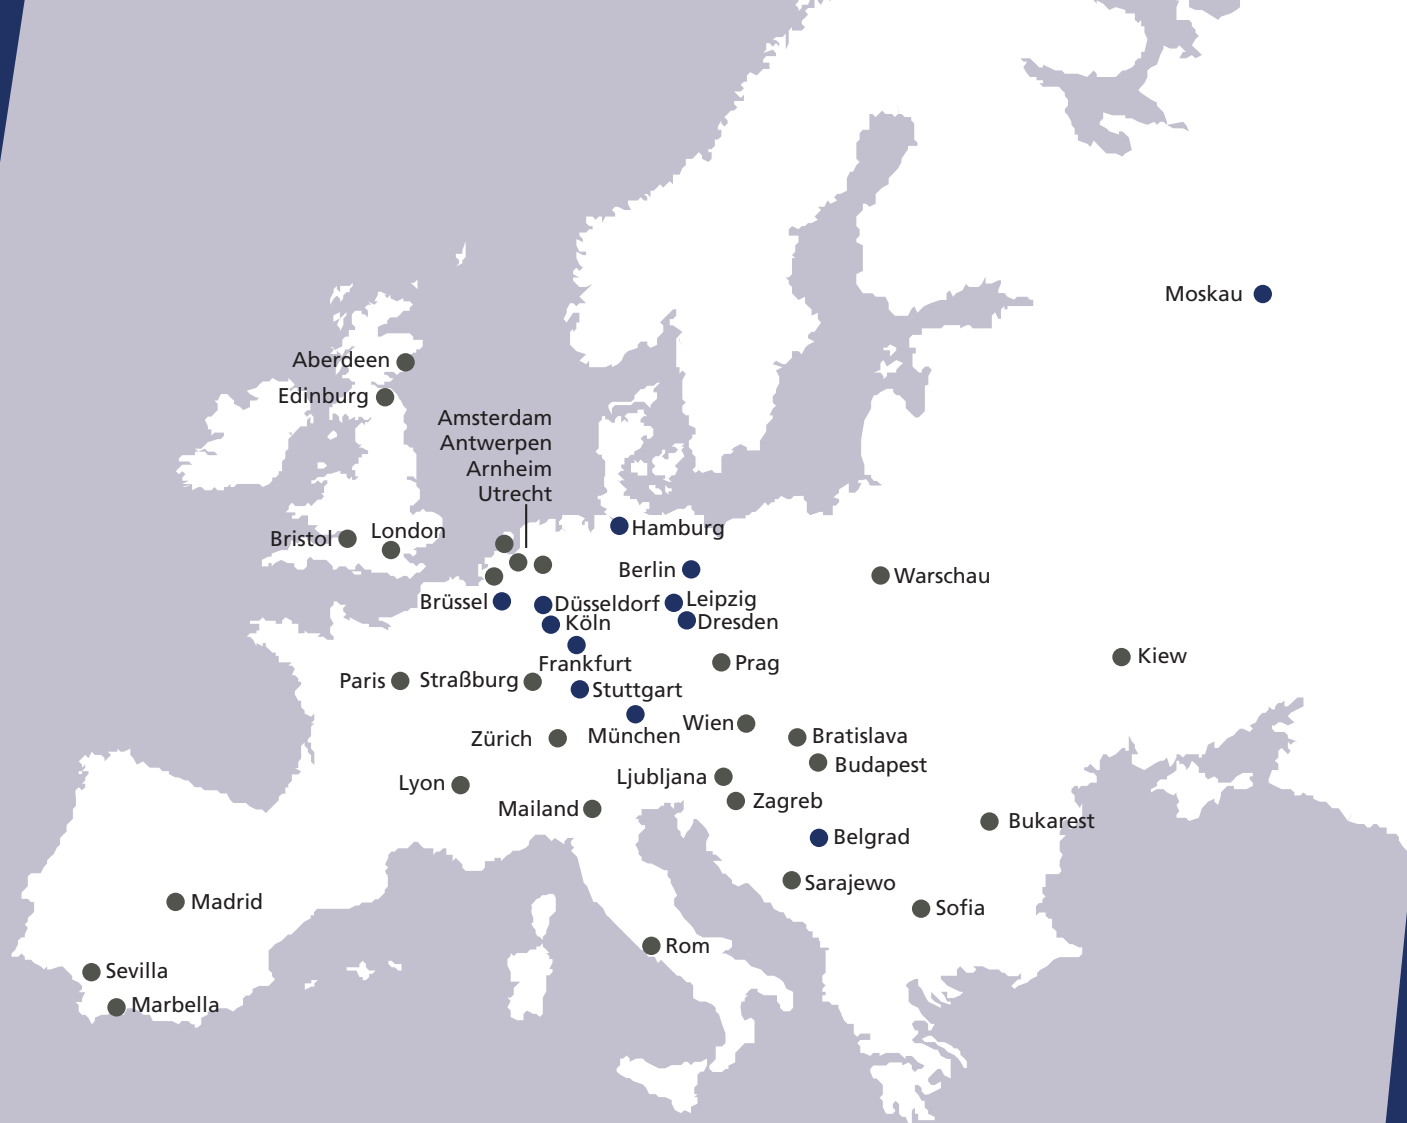 Moskau
Aberdeen
Edinburg
Amsterdam
Antwerpen
Arnheim
Utrecht
Bristol
London
Hamburg
Berlin
Warschau
Brüssel
Düsseldorf
Leipzig
Köln
Dresden
Frankfurt
Prag
Kiew
Paris
Straßburg
Stuttgart
Zürich
München
Wien
Bratislava
Budapest
Lyon
Ljubljana
Mailand
Zagreb
Bukarest
Belgrad
Sarajewo
Madrid
Sofia
Rom
Sevilla
Marbella